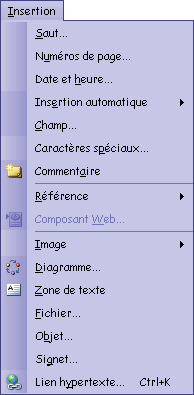 Insertion
Saut...
Numéros de page...
Date et heure...
Insertion automatique
Champ...
Caractères spéciaux...
Commentaire
Référence
Composant Web...
Image
Diagramme...
Zone de texte
Fichier...
Objet...
Signet...
Lien hypertexte... Ctrl+K